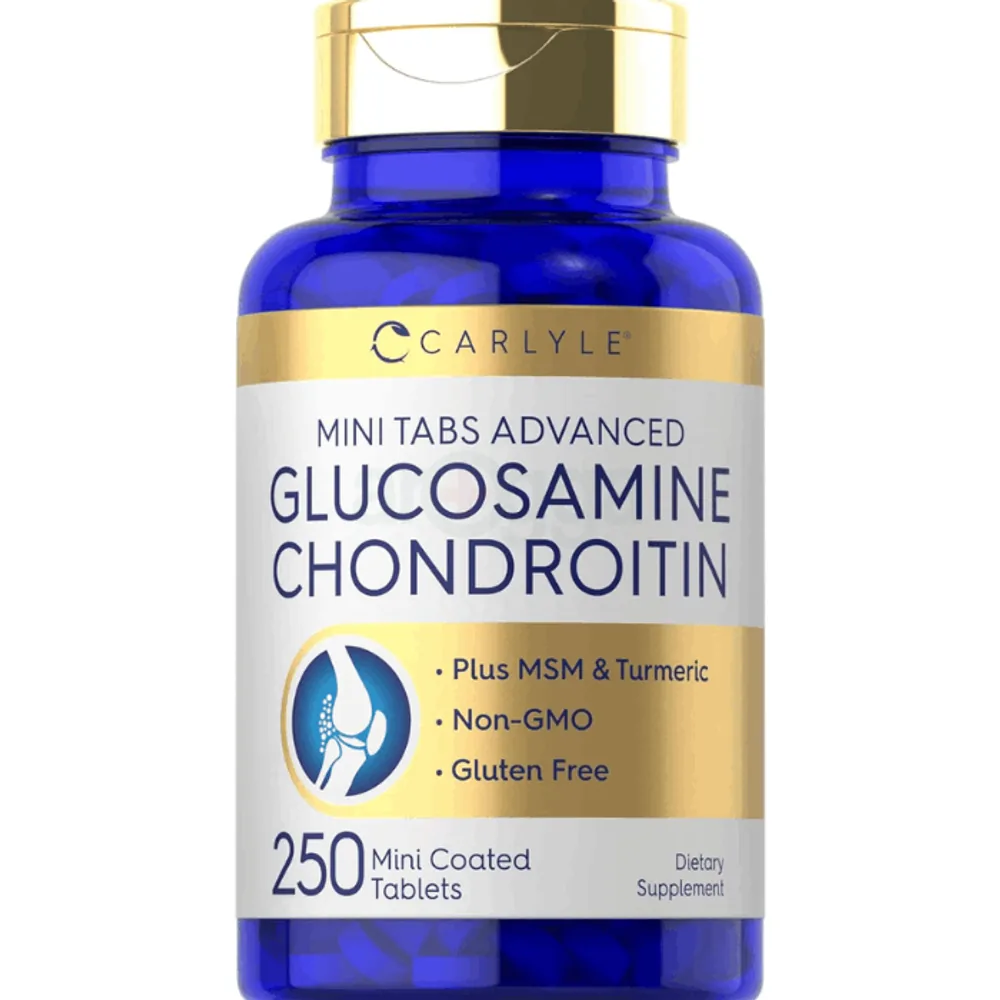 CARLYLE®
MINI TABS ADVANCED
GLUCOSAMINE
CHONDROITIN
• Plus MSM & Turmeric
• Non-GMO
• Gluten Free
250 Mini Coated
Tablets
Dietary
Supplement